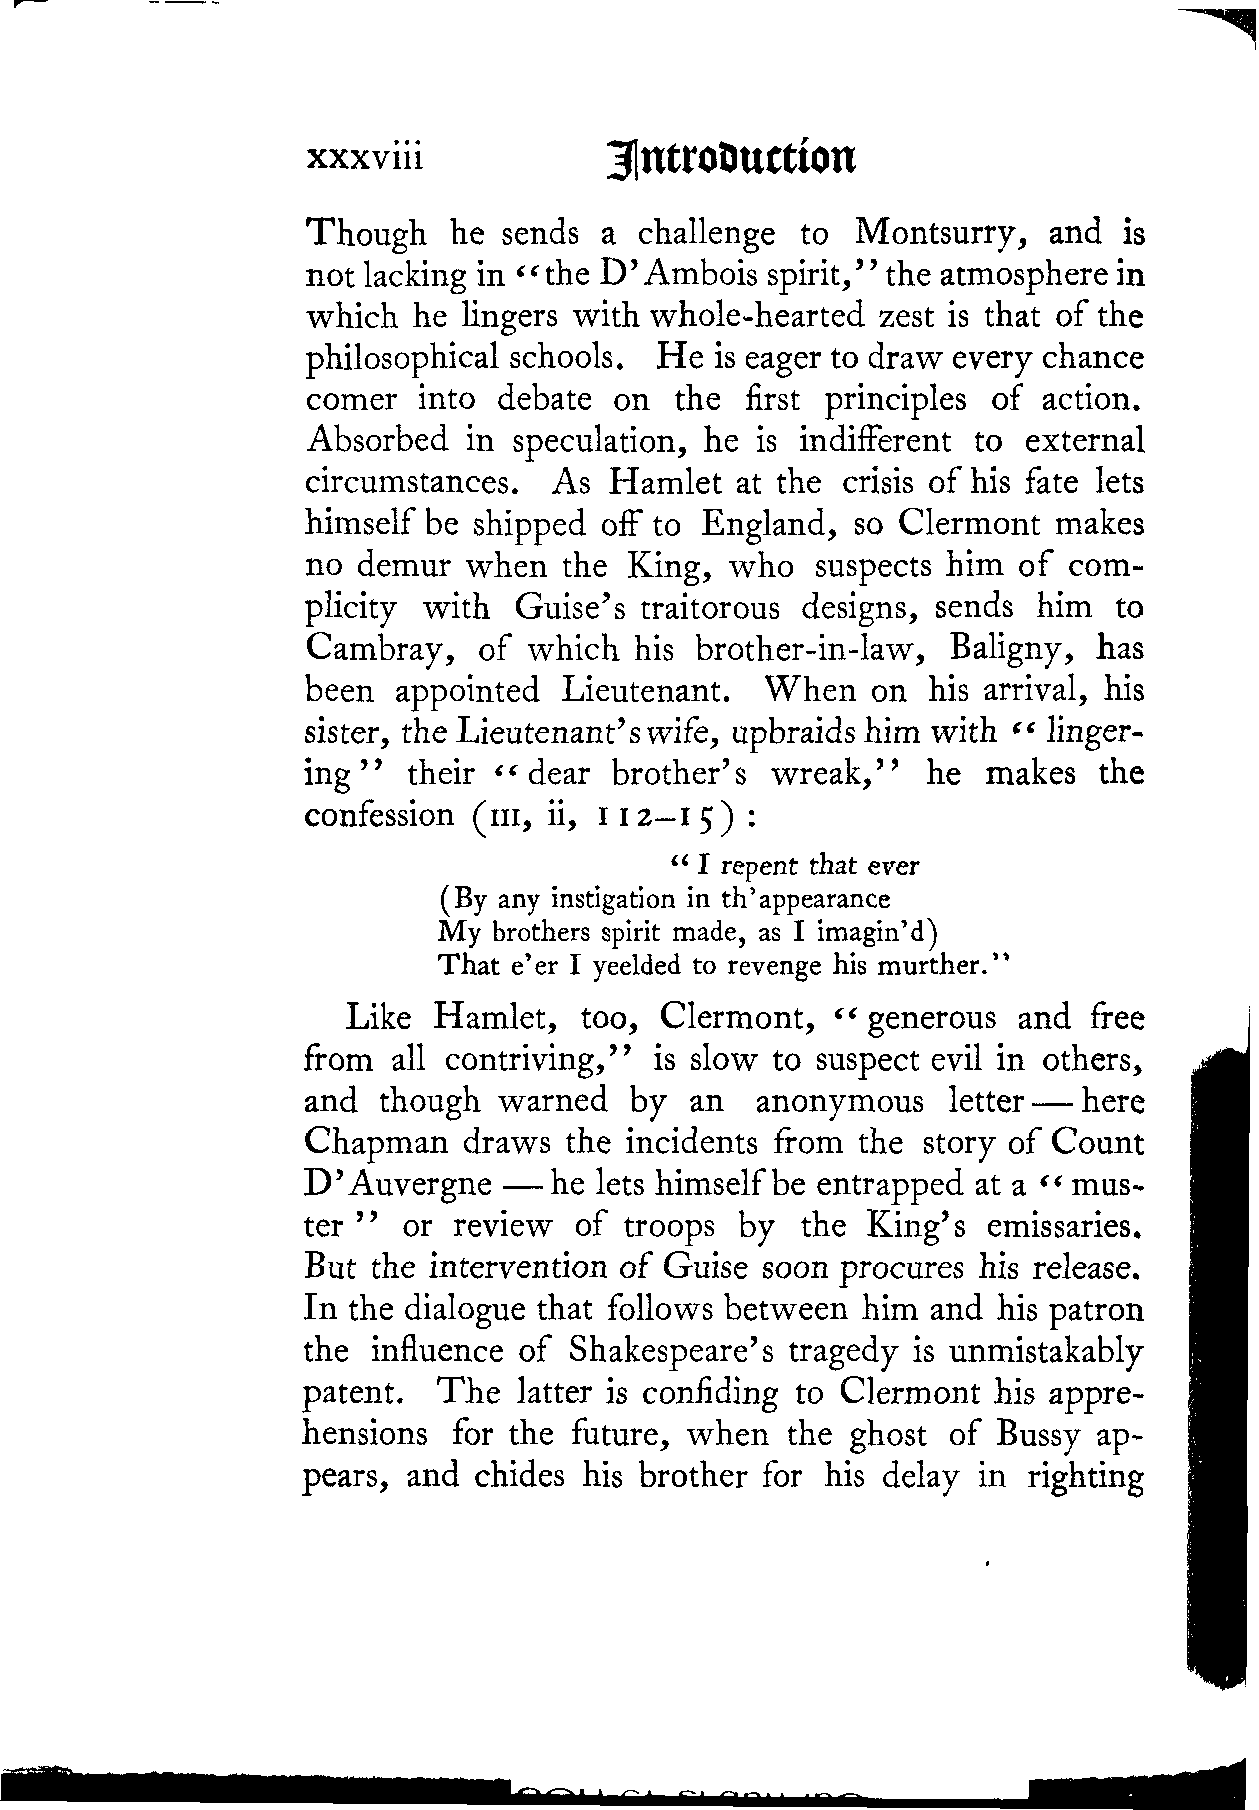 xxxviii Introduction
Though he sends a challenge to Montsurry, and is
not lacking in “the D’Ambois spirit,” the atmosphere in
which he lingers with whole-hearted zest is that of the
philosophical schools. He is eager to draw every chance
comer into debate on the first principles of action.
Absorbed in speculation, he is indifferent to external
circumstances. As Hamlet at the crisis of his fate lets
himself be shipped off to England, so Clermont makes
no demur when the King, who suspects him of com-
plicity with Guise’s traitorous designs, sends him to
Cambray, of which his brother-in-law, Baligny, has
been appointed Lieutenant. When on his arrival, his
sister, the Lieutenant’s wife, upbraids him with “linger-
ing” their “dear brother’s wreak,” he makes the
confession (III, ii, 112–15):
“I repent that ever
(By any instigation in th’appearance
My brothers spirit made, as I imagin’d)
That e’er I yeelded to revenge his murther.”
Like Hamlet, too, Clermont, “generous and free
from all contriving,” is slow to suspect evil in others,
and though warned by an anonymous letter — here
Chapman draws the incidents from the story of Count
D’Auvergne — he lets himself be entrapped at a “mus-
ter” or review of troops by the King’s emissaries.
But the intervention of Guise soon procures his release.
In the dialogue that follows between him and his patron
the influence of Shakespeare’s tragedy is unmistakably
patent. The latter is confiding to Clermont his appre-
hensions for the future, when the ghost of Bussy ap-
pears, and chides his brother for his delay in righting